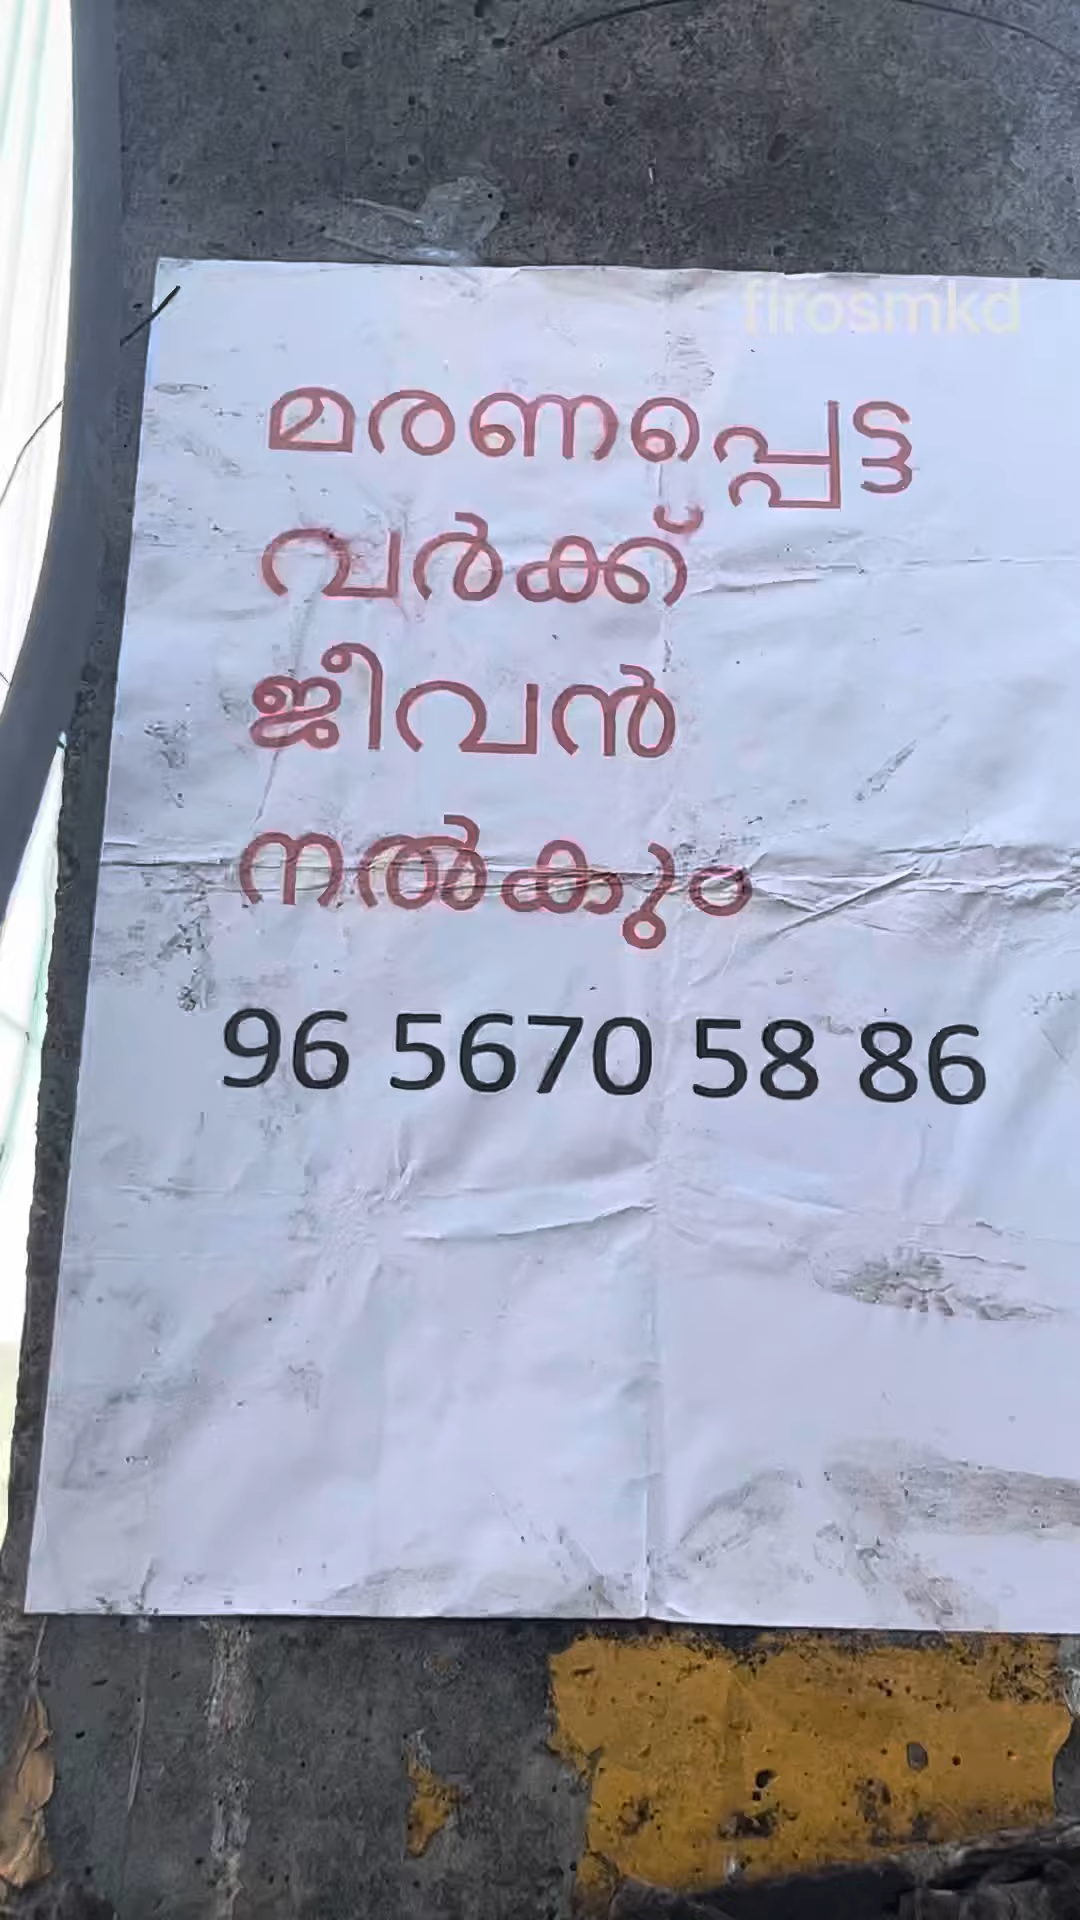 firosmkd
മരണപ്പെട്ട
വർക്ക്
ജീവൻ
നൽകും
96 5670 58 86